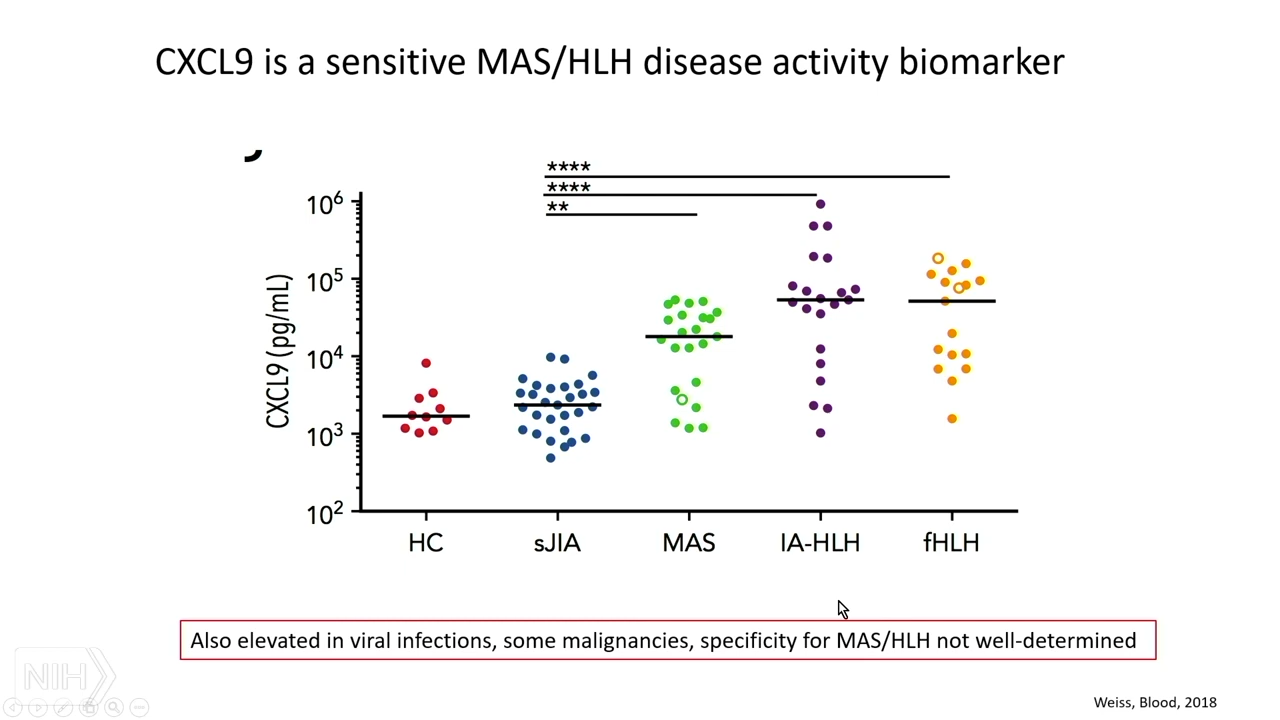 CXCL9 is a sensitive MAS/HLH disease activity biomarker
****
****
**
10⁶
10⁵
10⁴
10³
10²
CXCL9 (pg/mL)
HC sJIA MAS IA-HLH fHLH
Also elevated in viral infections, some malignancies, specificity for MAS/HLH not well-determined
NIH
Weiss, Blood, 2018